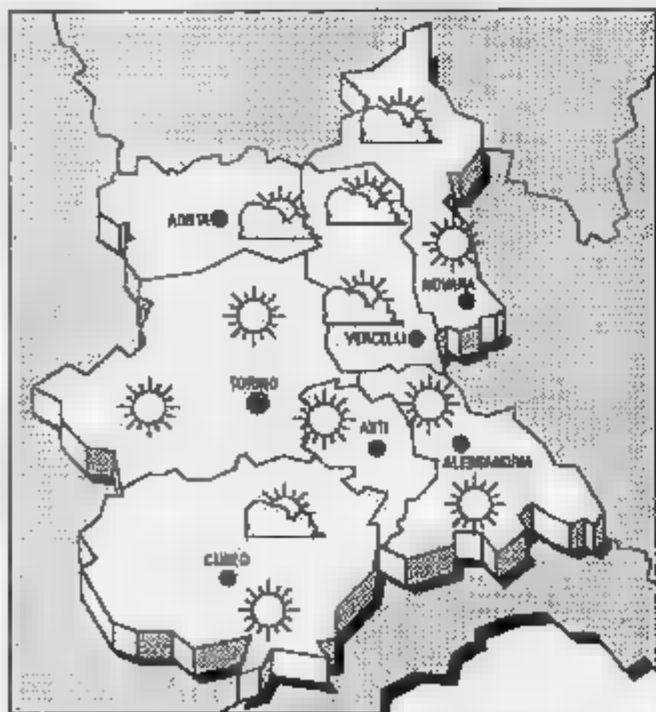 AOSTA
NOVARA
VERCELLI
TORINO
ASTI
ALESSANDRIA
CUNEO